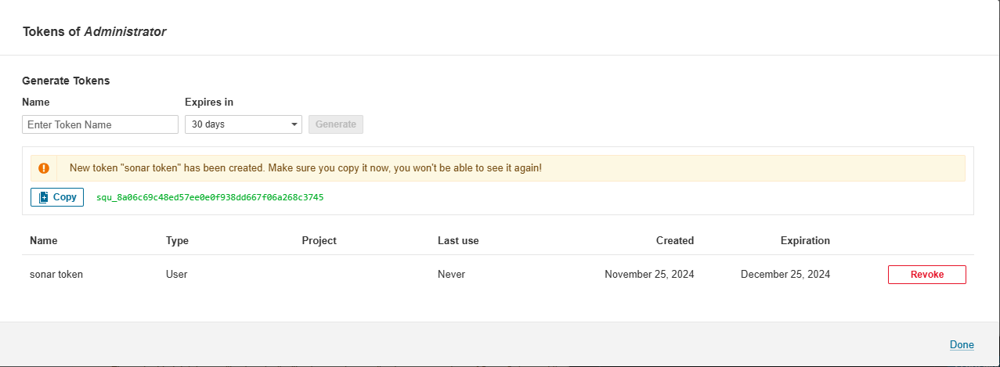 Tokens of Administrator
Generate Tokens
Name Expires in
Enter Token Name 30 days Generate
New token "sonar token" has been created. Make sure you copy it now, you won't be able to see it again!
Copy squ_8a06c69c48ed57ee0e0f938dd667f06a268c3745
Name Type Project Last use Created Expiration
sonar token User Never November 25, 2024 December 25, 2024 Revoke
Done